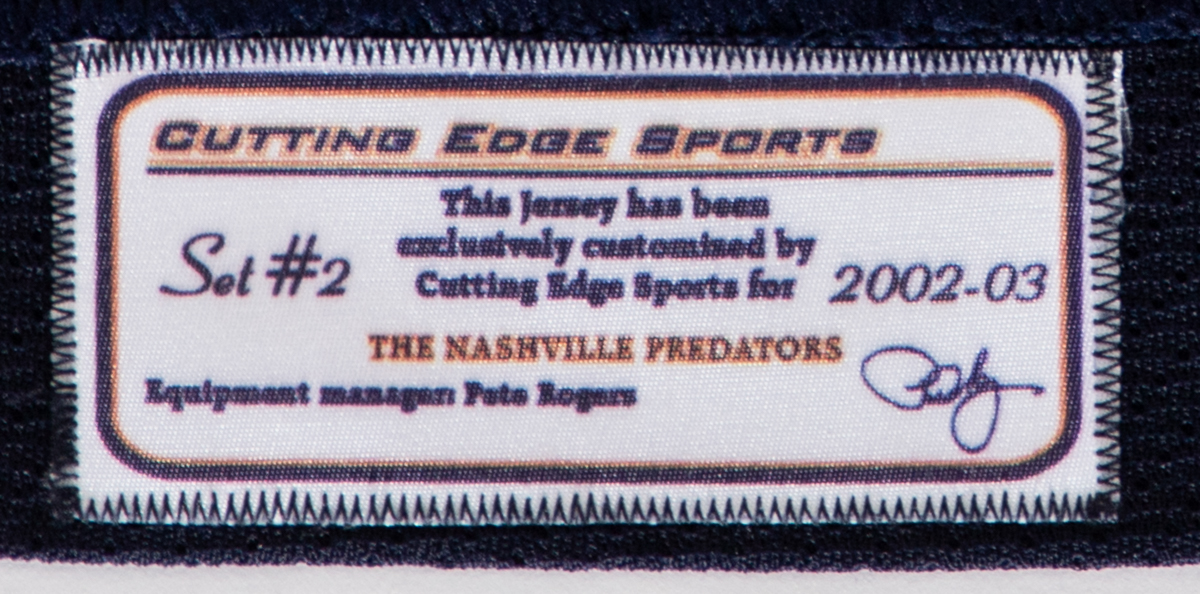 CUTTING EDGE SPORTS
This Jersey has been
exclusively customized by
Cutting Edge Sports for
Set #2
2002-03
THE NASHVILLE PREDATORS
Equipment manager: Pete Rogers